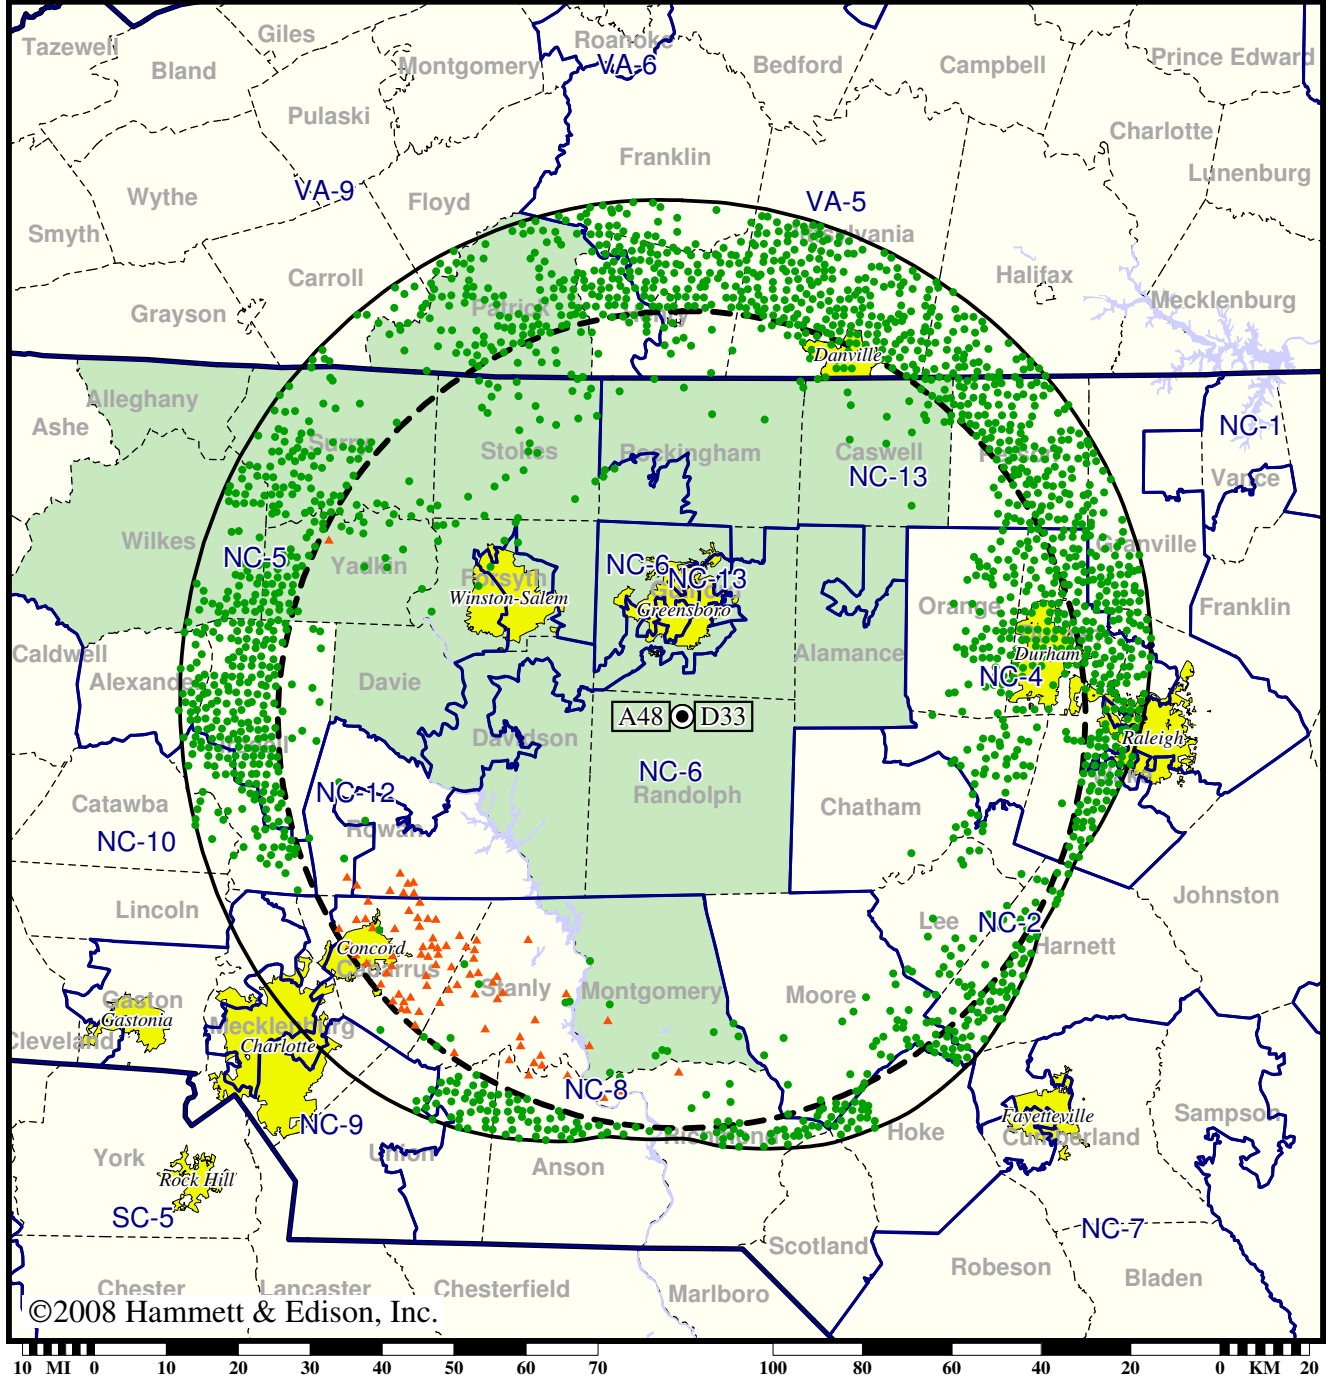 Tazewell
Giles
Bland
Montgomery
Roanoke
VA-6
Bedford
Campbell
Prince Edward
Pulaski
Charlotte
Franklin
Lunenburg
Wythe
VA-9
Floyd
VA-5
Smyth
Carroll
Halifax
Mecklenburg
Grayson
Patrick
Danville
Alleghany
Ashe
Surry
Stokes
Rockingham
Caswell
NC-13
NC-1
Vance
Wilkes
NC-5
Yadkin
Forsyth
Winston-Salem
NC-6
NC-13
Greensboro
Granville
Orange
Franklin
Durham
NC-4
Caldwell
Alexande
Davie
Alamance
Davidson
A48
D33
Raleigh
NC-6
Randolph
NC-12
Rowan
Catawba
NC-10
Chatham
Lincoln
Johnston
Lee
NC-2
Harnett
Concord
Cabarrus
Stanly
Montgomery
Moore
Gaston
Gastonia
Cleveland
Mecklenburg
Charlotte
NC-8
NC-9
Union
Anson
Richmond
Hoke
Fayetteville
Cumberland
Sampson
York
Rock Hill
SC-5
NC-7
Scotland
Robeson
Bladen
Chester
Lancaster
Chesterfield
Marlboro
©2008 Hammett & Edison, Inc.
10 MI 0 10 20 30 40 50 60 70 100 80 60 40 20 0 KM 20